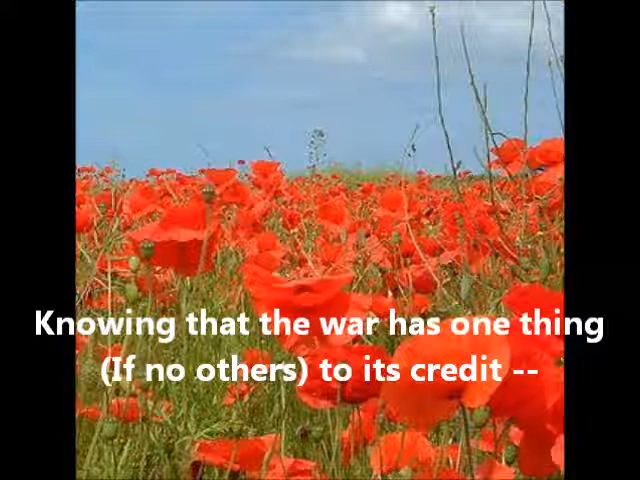 Knowing that the war has one thing
(If no others) to its credit --